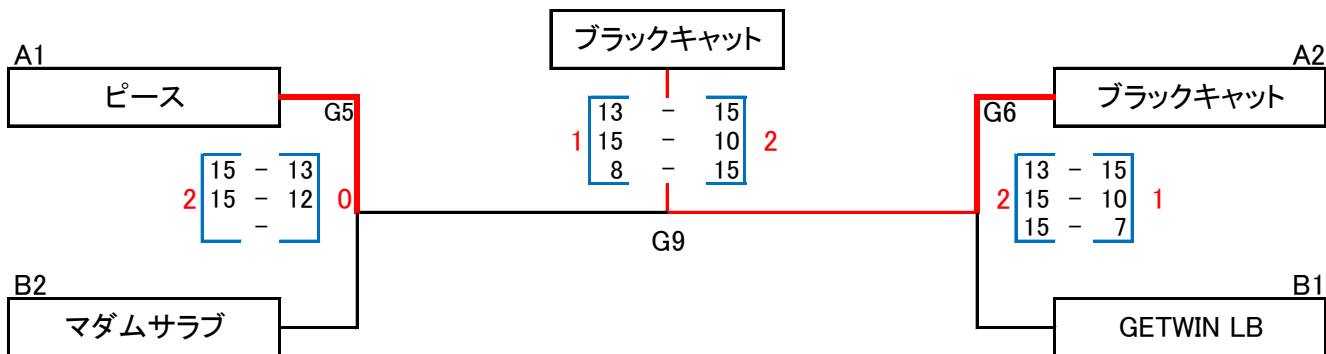 ブラックキャット
A1
ピース
G5
A2
ブラックキャット
G6
13 - 15
1 15 - 10 2
8 - 15
15 - 13
2 15 - 12 0
-
13 - 15
2 15 - 10 1
15 - 7
G9
B2
マダムサラブ
B1
GETWIN LB